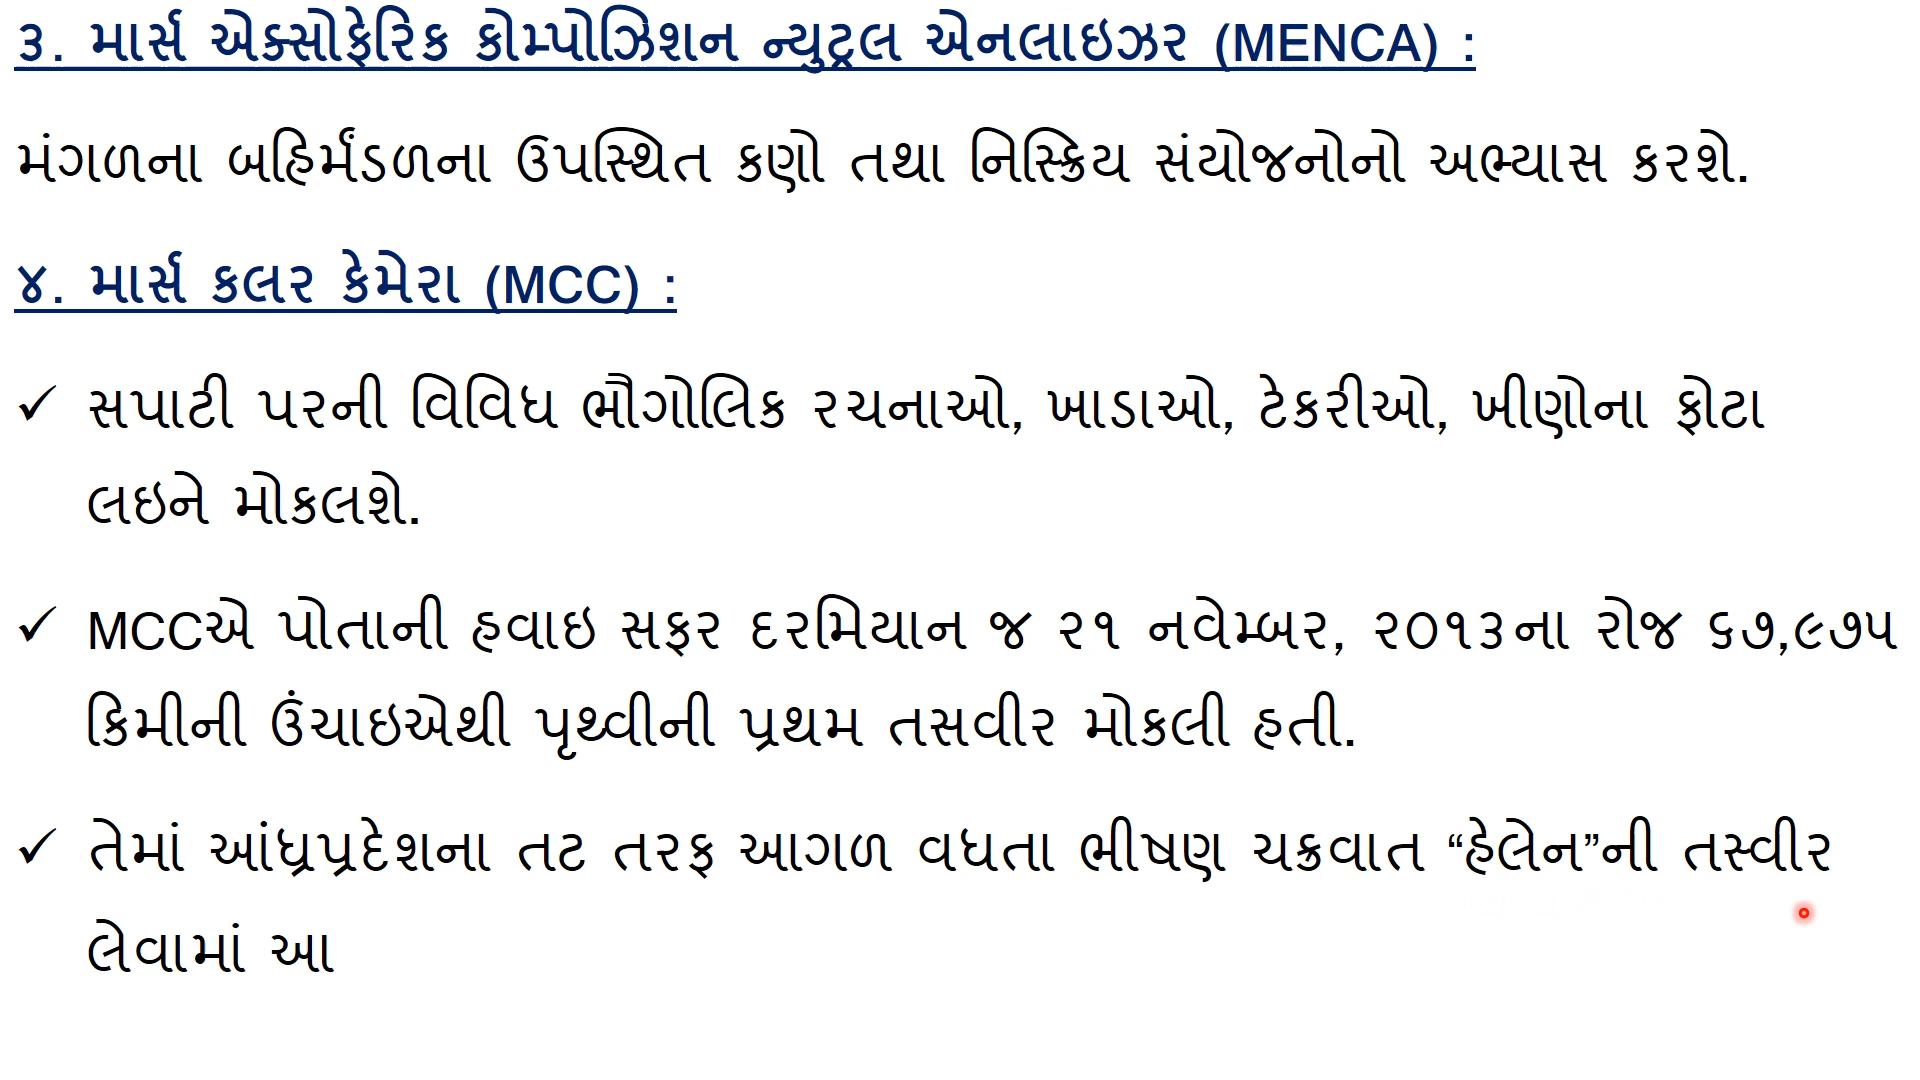 ૩. માર્સ એક્સોફેરિક કોમ્પોઝિશન ન્યુટ્રલ એનલાઇઝર (MENCA) :
મંગળના બહિર્મંડળના ઉપસ્થિત કણો તથા નિસ્ક્રિય સંયોજનોનો અભ્યાસ કરશે.
૪. માર્સ કલર કેમેરા (MCC) :
✓ સપાટી પરની વિવિધ ભૌગોલિક રચનાઓ, ખાડાઓ, ટેકરીઓ, ખીણોના ફોટા
લઇને મોકલશે.
✓ MCCએ પોતાની હવાઇ સફર દરમિયાન જ ૨૧ નવેમ્બર, ૨૦૧૩ના રોજ ૬૭,૯૭૫
કિમીની ઉંચાઇએથી પૃથ્વીની પ્રથમ તસવીર મોકલી હતી.
✓ તેમાં આંધ્રપ્રદેશના તટ તરફ આગળ વધતા ભીષણ ચક્રવાત “હેલેન”ની તસ્વીર
લેવામાં આ